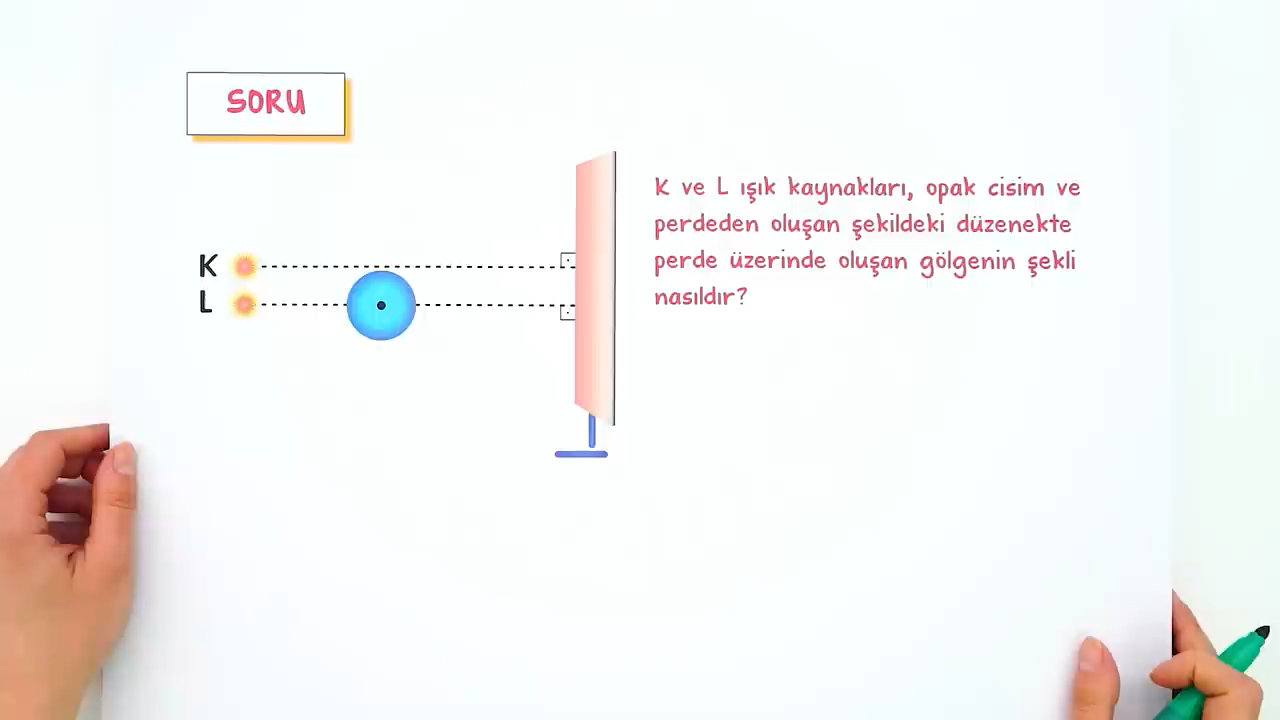 SORU
K ve L ışık kaynakları, opak cisim ve
perdeden oluşan şekildeki düzenekte
perde üzerinde oluşan gölgenin şekli
nasıldır?
K
L